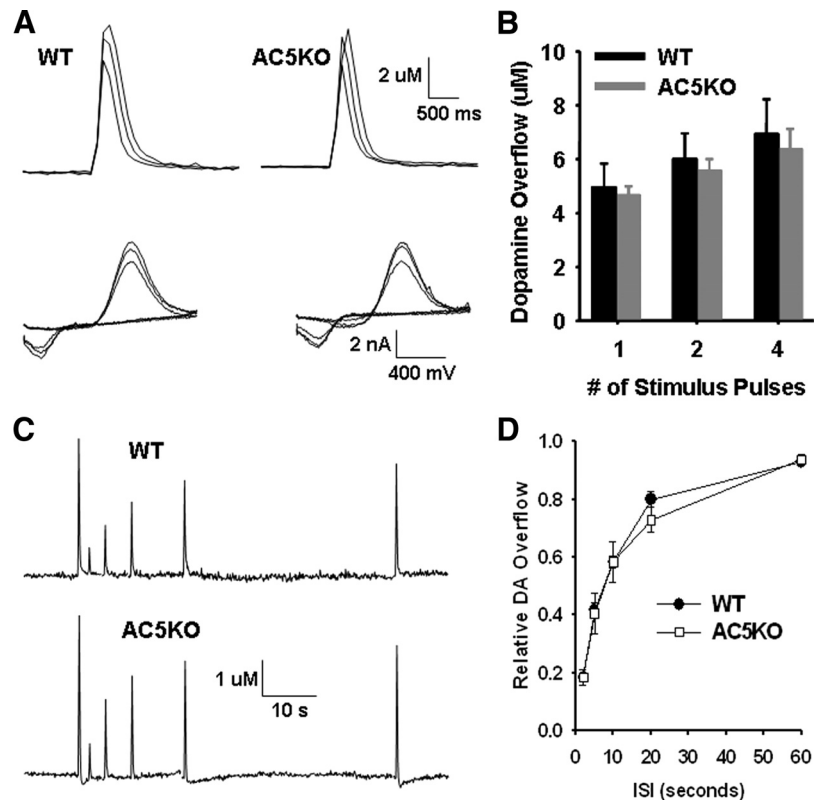 A
WT
AC5KO
2 uM
500 ms
2 nA
400 mV
B
Dopamine Overflow (uM)
10
8
6
4
2
0
WT
AC5KO
1 2 4
# of Stimulus Pulses
C
WT
AC5KO
1 uM
10 s
D
Relative DA Overflow
1.0
0.8
0.6
0.4
0.2
0.0
WT
AC5KO
0 10 20 30 40 50 60
ISI (seconds)